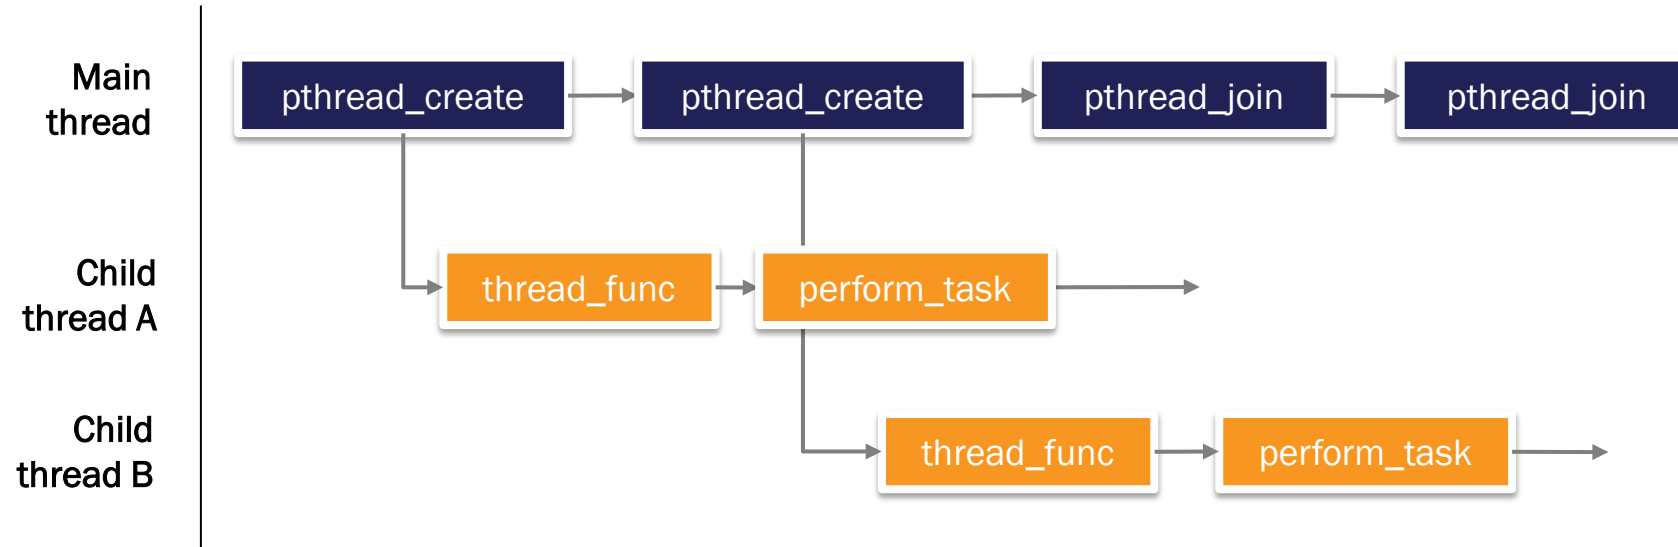 Main
thread
pthread_create
pthread_create
pthread_join
pthread_join
Child
thread A
thread_func
perform_task
Child
thread B
thread_func
perform_task